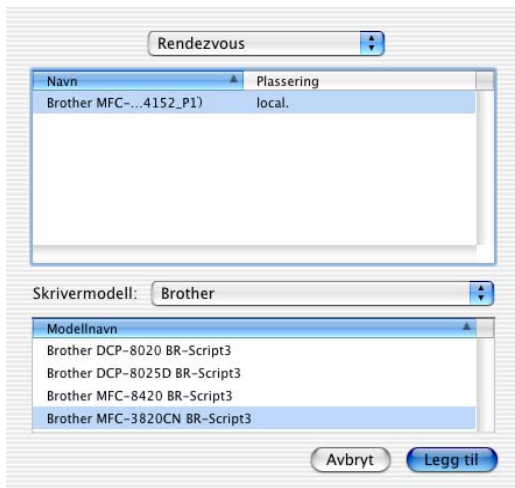 Rendezvous
Navn Plassering
Brother MFC-...4152_P1) local.
Skrivermodell: Brother
Modellnavn
Brother DCP-8020 BR-Script3
Brother DCP-8025D BR-Script3
Brother MFC-8420 BR-Script3
Brother MFC-3820CN BR-Script3
Avbryt Legg til